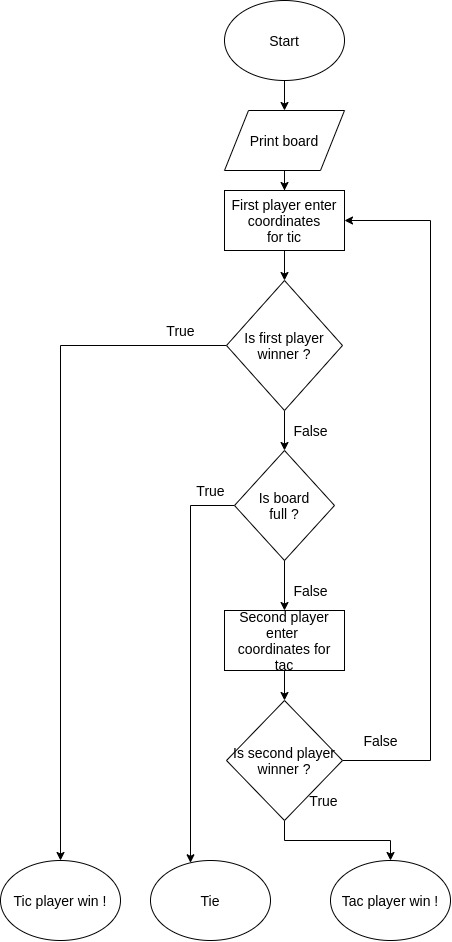 Start
Print board
First player enter
coordinates
for tic
True
Is first player
winner ?
False
True
Is board
full ?
False
Second player
enter
coordinates for
tac
False
Is second player
winner ?
True
Tic player win !
Tie
Tac player win !